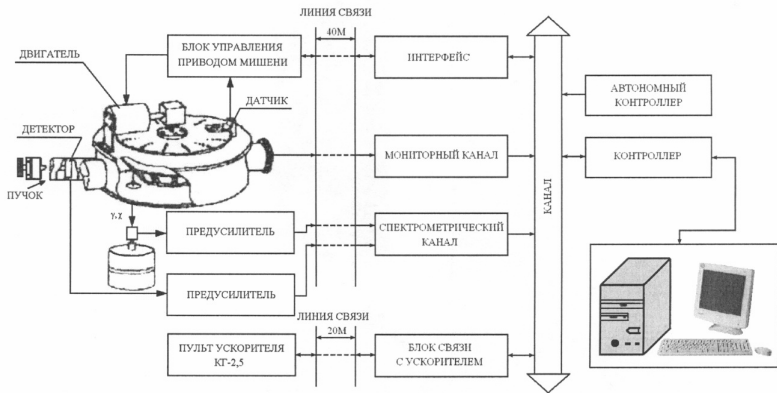 ЛИНИЯ СВЯЗИ
40М
ДВИГАТЕЛЬ
БЛОК УПРАВЛЕНИЯ
ПРИВОДОМ МИШЕНИ
ИНТЕРФЕЙС
ДАТЧИК
АВТОНОМНЫЙ
КОНТРОЛЛЕР
ДЕТЕКТОР
МОНИТОРНЫЙ КАНАЛ
КОНТРОЛЛЕР
ПУЧОК
КАНАЛ
γ,χ
ПРЕДУСИЛИТЕЛЬ
СПЕКТРОМЕТРИЧЕСКИЙ
КАНАЛ
ПРЕДУСИЛИТЕЛЬ
ЛИНИЯ СВЯЗИ
20М
ПУЛЬТ УСКОРИТЕЛЯ
КГ-2,5
БЛОК СВЯЗИ
С УСКОРИТЕЛЕМ